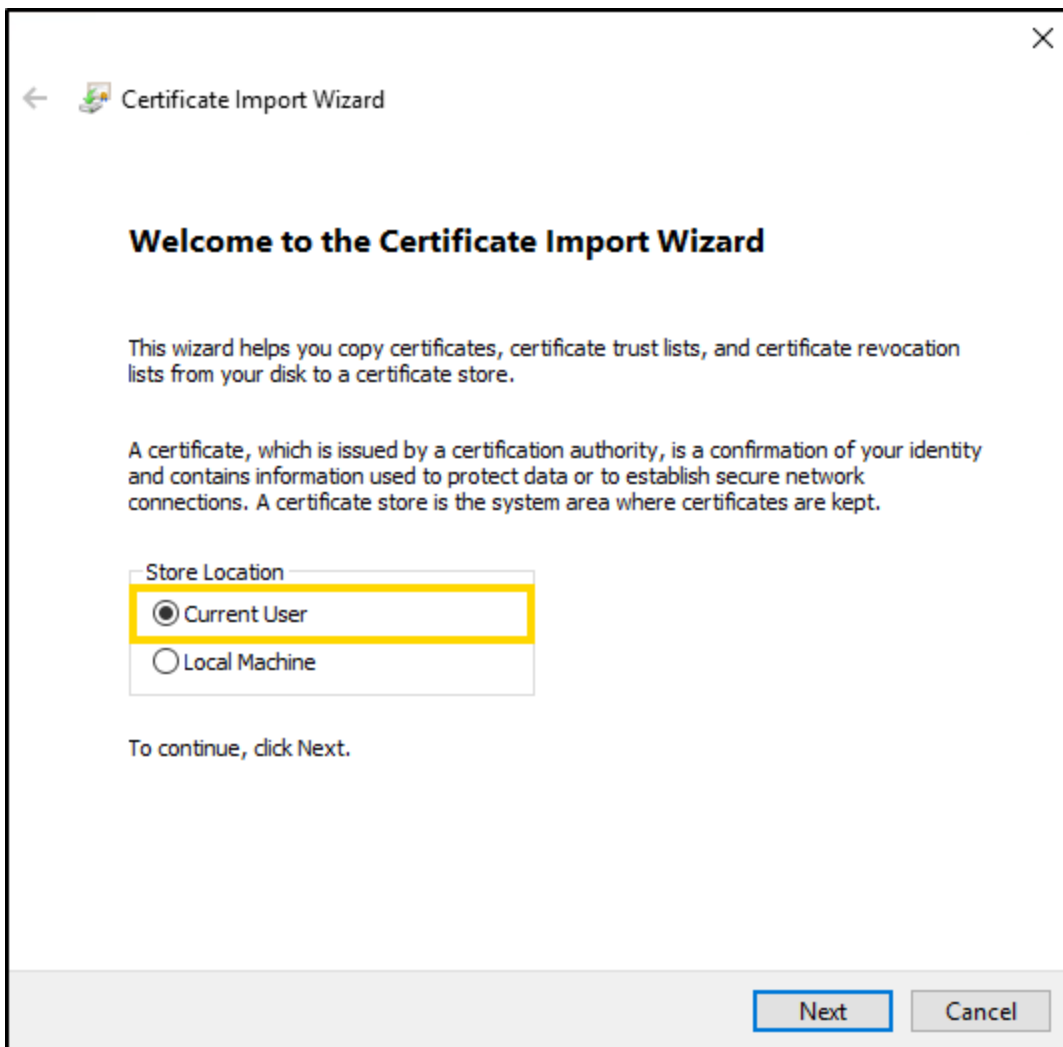 Certificate Import Wizard
Welcome to the Certificate Import Wizard
This wizard helps you copy certificates, certificate trust lists, and certificate revocation
lists from your disk to a certificate store.
A certificate, which is issued by a certification authority, is a confirmation of your identity
and contains information used to protect data or to establish secure network
connections. A certificate store is the system area where certificates are kept.
Store Location
Current User
Local Machine
To continue, click Next.
Next Cancel